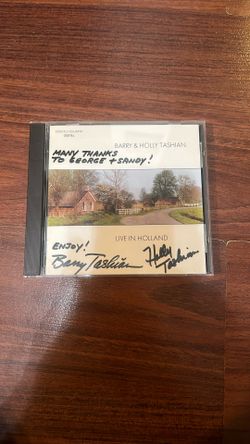 BARRY & HOLLY TASHIAN
MANY THANKS
TO GEORGE + SANDY!
LIVE IN HOLLAND
ENJOY!
Barry Tashian
Holly
Tashian